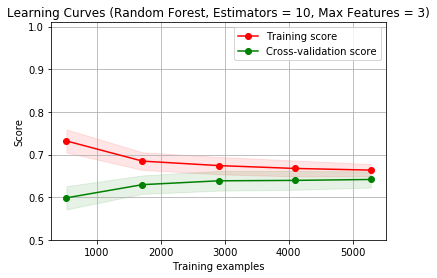 Learning Curves (Random Forest, Estimators = 10, Max Features = 3)
1.0
0.9
0.8
0.7
0.6
0.5
Score
Training score
Cross-validation score
1000 2000 3000 4000 5000
Training examples